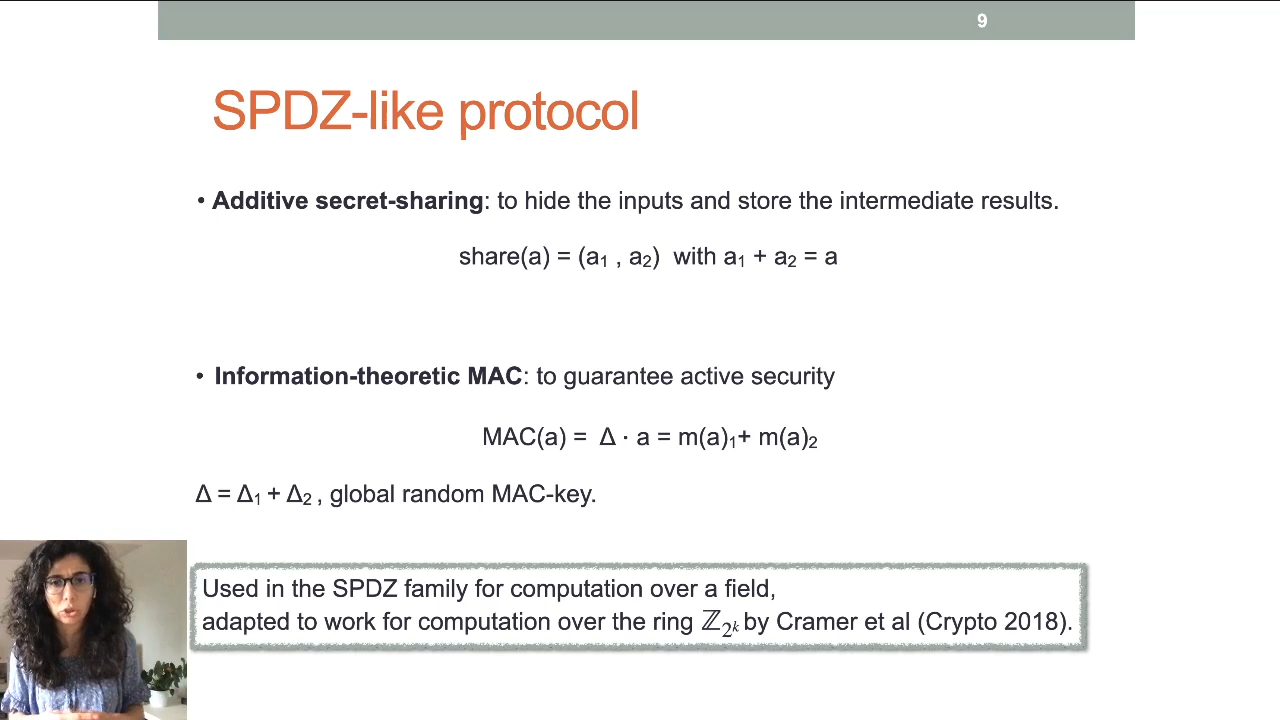 9
SPDZ-like protocol
• Additive secret-sharing: to hide the inputs and store the intermediate results.
share(a) = (a₁ , a₂) with a₁ + a₂ = a
• Information-theoretic MAC: to guarantee active security
MAC(a) = Δ · a = m(a)₁+ m(a)₂
Δ = Δ₁ + Δ₂ , global random MAC-key.
Used in the SPDZ family for computation over a field,
adapted to work for computation over the ring ℤ₂ᵏ by Cramer et al (Crypto 2018).